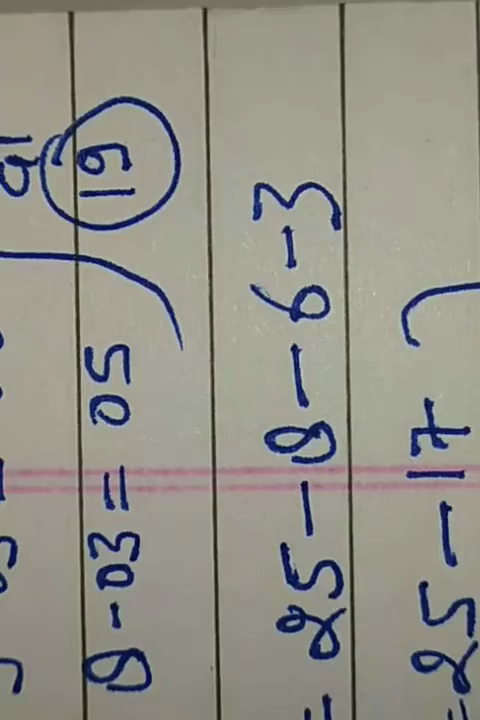 8-03 = 05 19
= 25-8-6-3
= 25-17 )